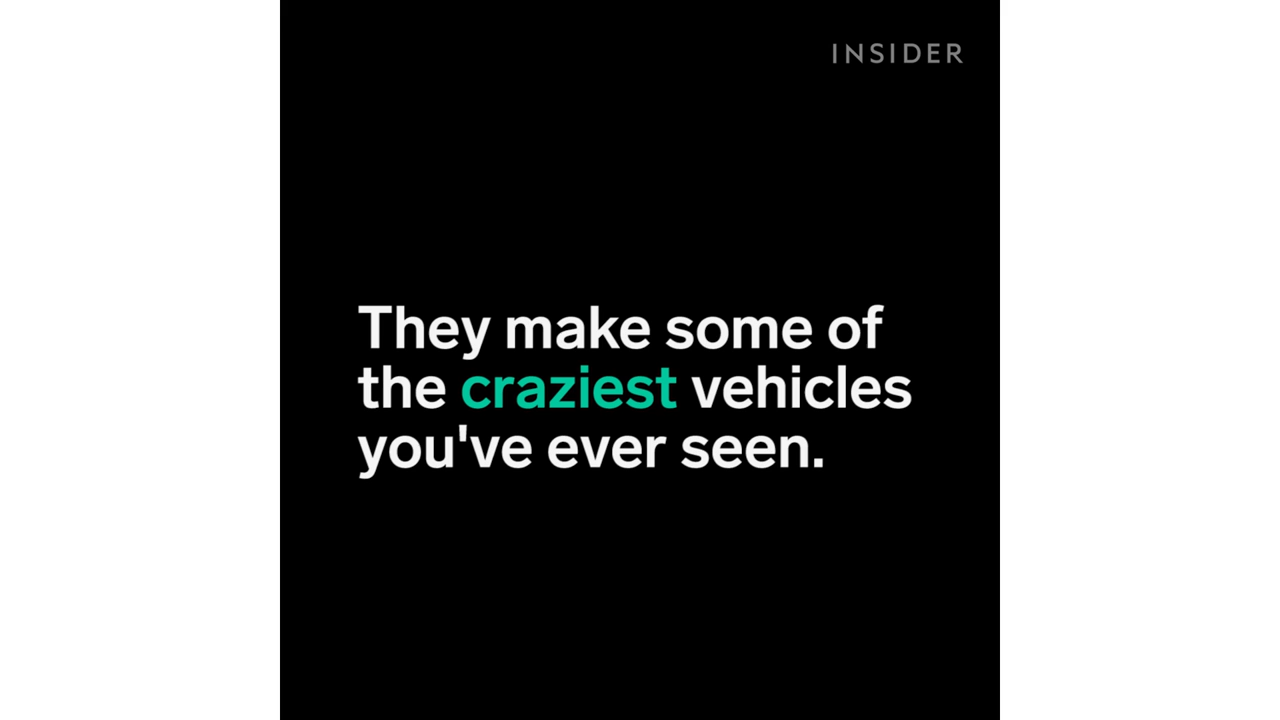 INSIDER
They make some of
the craziest vehicles
you've ever seen.